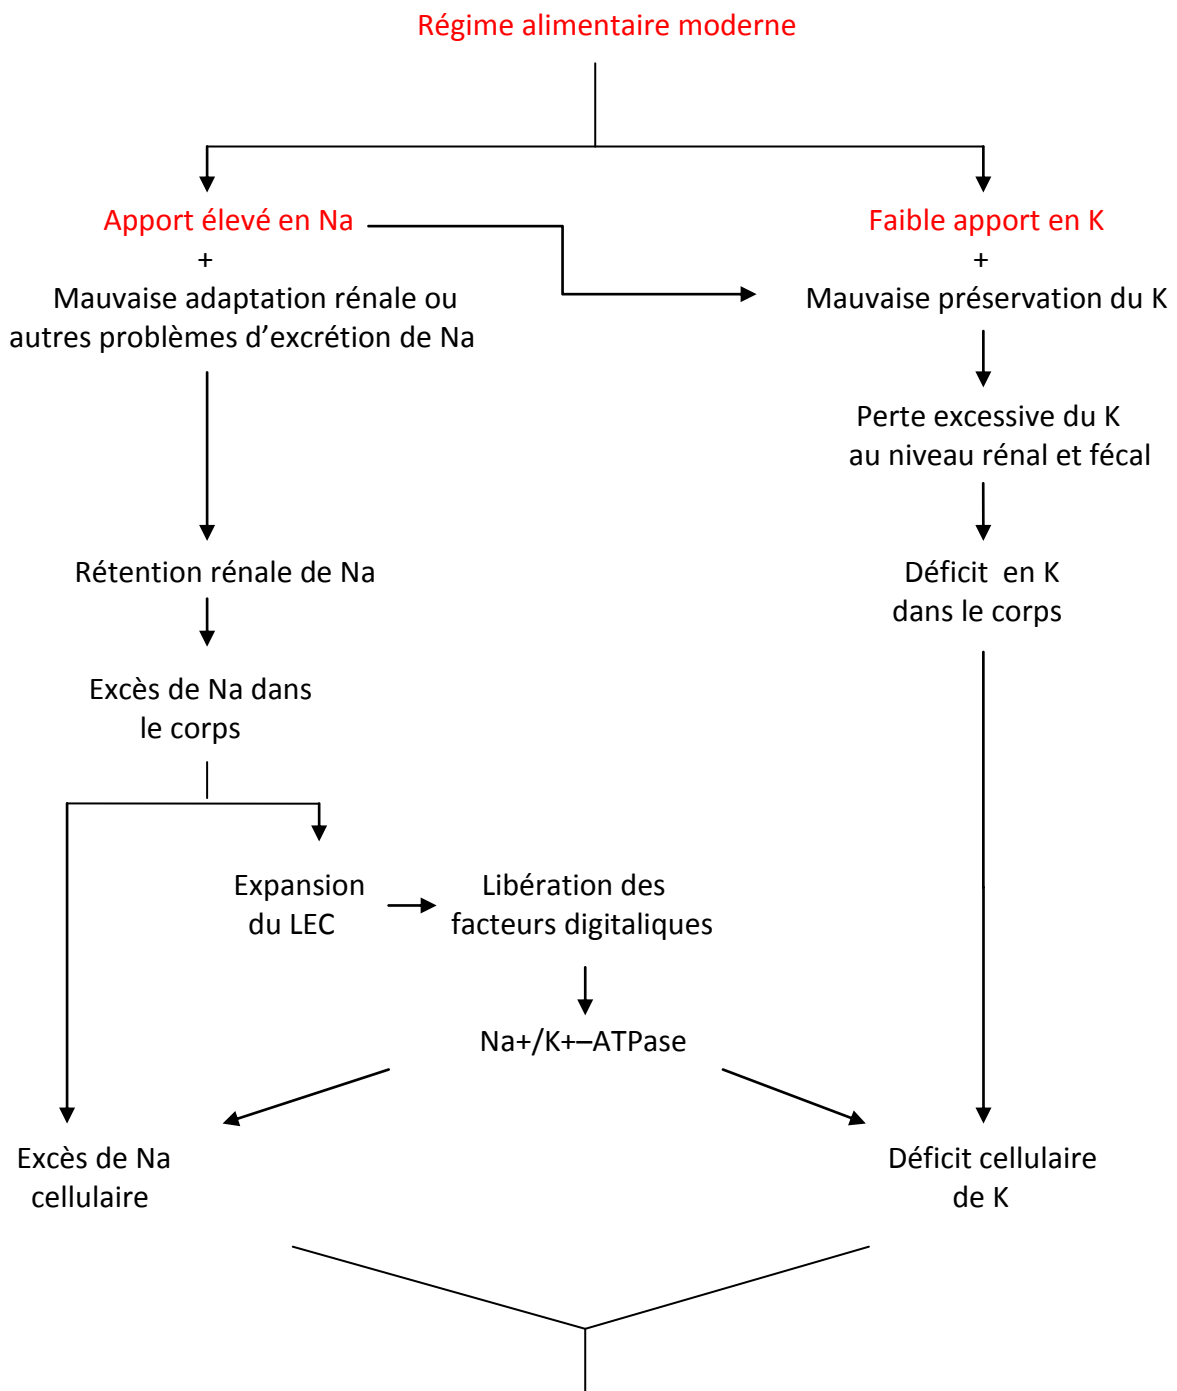 Régime alimentaire moderne
Apport élevé en Na
+
Mauvaise adaptation rénale ou
autres problèmes d’excrétion de Na
Faible apport en K
+
Mauvaise préservation du K
Perte excessive du K
au niveau rénal et fécal
Rétention rénale de Na
Déficit en K
dans le corps
Excès de Na dans
le corps
Expansion
du LEC
Libération des
facteurs digitaliques
Na+/K+–ATPase
Excès de Na
cellulaire
Déficit cellulaire
de K